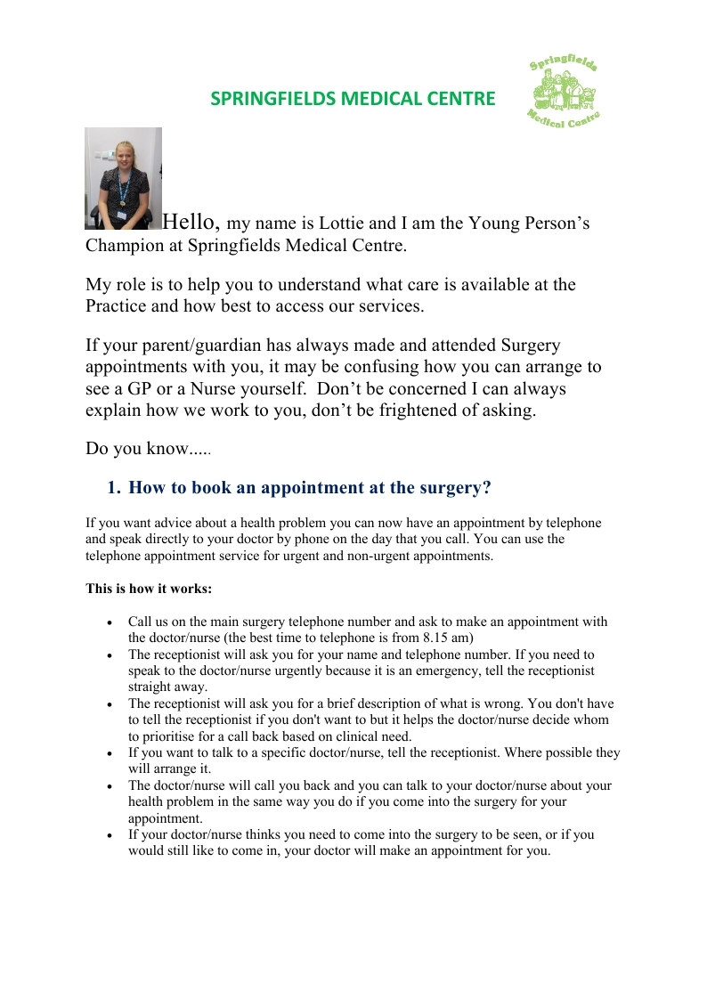 Springfields
Medical Centre
SPRINGFIELDS MEDICAL CENTRE
Hello, my name is Lottie and I am the Young Person’s
Champion at Springfields Medical Centre.
My role is to help you to understand what care is available at the
Practice and how best to access our services.
If your parent/guardian has always made and attended Surgery
appointments with you, it may be confusing how you can arrange to
see a GP or a Nurse yourself.  Don’t be concerned I can always
explain how we work to you, don’t be frightened of asking.
Do you know.....
1. How to book an appointment at the surgery?
If you want advice about a health problem you can now have an appointment by telephone
and speak directly to your doctor by phone on the day that you call. You can use the
telephone appointment service for urgent and non-urgent appointments.
This is how it works:
• Call us on the main surgery telephone number and ask to make an appointment with
the doctor/nurse (the best time to telephone is from 8.15 am)
• The receptionist will ask you for your name and telephone number. If you need to
speak to the doctor/nurse urgently because it is an emergency, tell the receptionist
straight away.
• The receptionist will ask you for a brief description of what is wrong. You don't have
to tell the receptionist if you don't want to but it helps the doctor/nurse decide whom
to prioritise for a call back based on clinical need.
• If you want to talk to a specific doctor/nurse, tell the receptionist. Where possible they
will arrange it.
• The doctor/nurse will call you back and you can talk to your doctor/nurse about your
health problem in the same way you do if you come into the surgery for your
appointment.
• If your doctor/nurse thinks you need to come into the surgery to be seen, or if you
would still like to come in, your doctor will make an appointment for you.